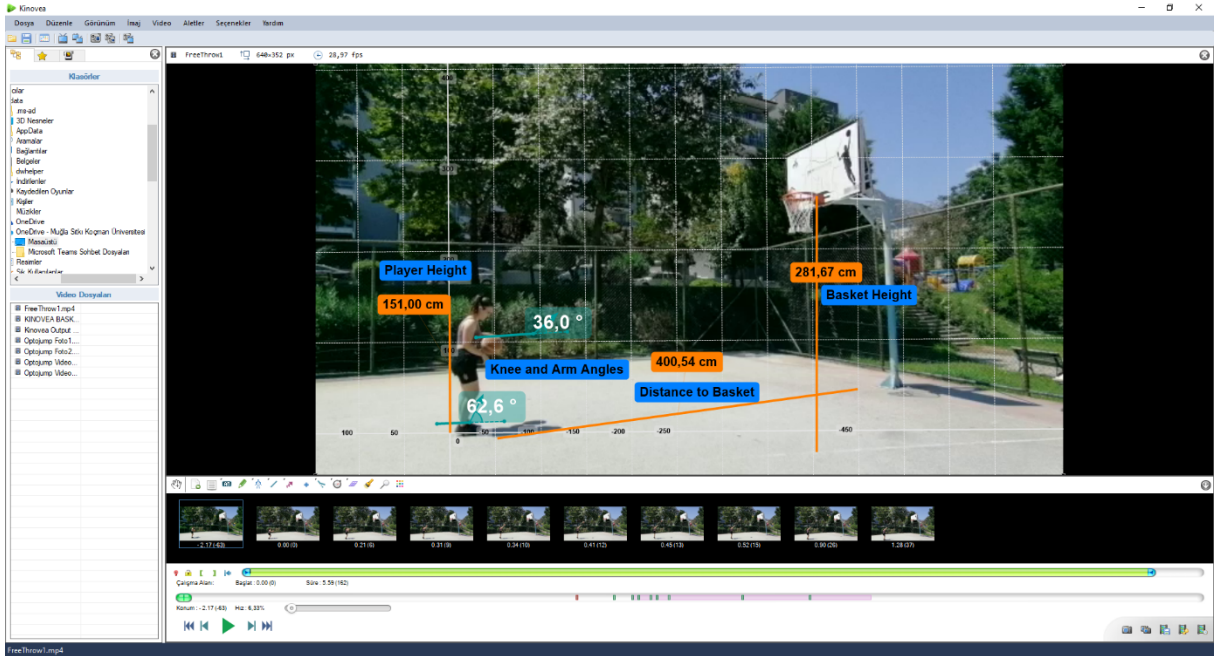 Kinovea
Dosya Düzenle Görünüm İmaj Video Aletler Seçenekler Yardım
FreeThrow1 640×352 px 28,97 fps
Klasörler
3D Nesneler
AppData
Aramalar
Bağlantılar
Belgeler
dwhelper
İndirilenler
Kaydedilen Oyunlar
Kişiler
Müzikler
OneDrive
OneDrive - Muğla Sıtkı Koçman Üniversitesi
Masaüstü
Microsoft Teams Sohbet Dosyaları
Resimler
Video Dosyaları
FreeThrow1.mp4
KINOVEA BASK...
Kinovea Output ...
Optojump Foto1....
Optojump Foto2....
Optojump Video...
Optojump Video...
400
300
200
100
Player Height
151,00 cm
36,0 °
281,67 cm
Basket Height
400,54 cm
Knee and Arm Angles
Distance to Basket
62,6 °
100 50 0 -50 -100 -150 -200 -250 -450
-2.17 (-63) 0.00 (0) 0.21 (6) 0.31 (9) 0.34 (10) 0.41 (12) 0.45 (13) 0.52 (15) 0.90 (26) 1.28 (37)
Çalışma Alanı: Başlar : 0.00 (0) Süre : 5.59 (162)
Konum : -2.17 (-63) Hız : 6,33%
FreeThrow1.mp4